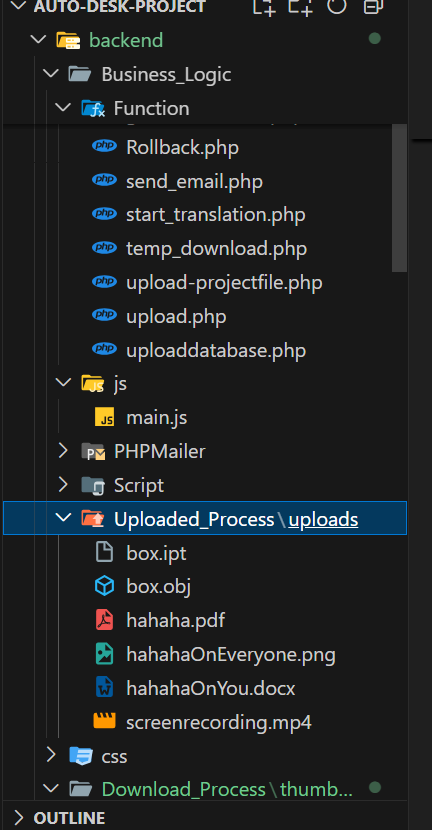 AUTO-DESK-PROJECT
backend
Business_Logic
Function
Rollback.php
send_email.php
start_translation.php
temp_download.php
upload-projectfile.php
upload.php
uploaddatabase.php
js
main.js
PHPMailer
Script
Uploaded_Process\uploads
box.ipt
box.obj
hahaha.pdf
hahahaOnEveryone.png
hahahaOnYou.docx
screenrecording.mp4
css
Download_Process\thumb...
OUTLINE